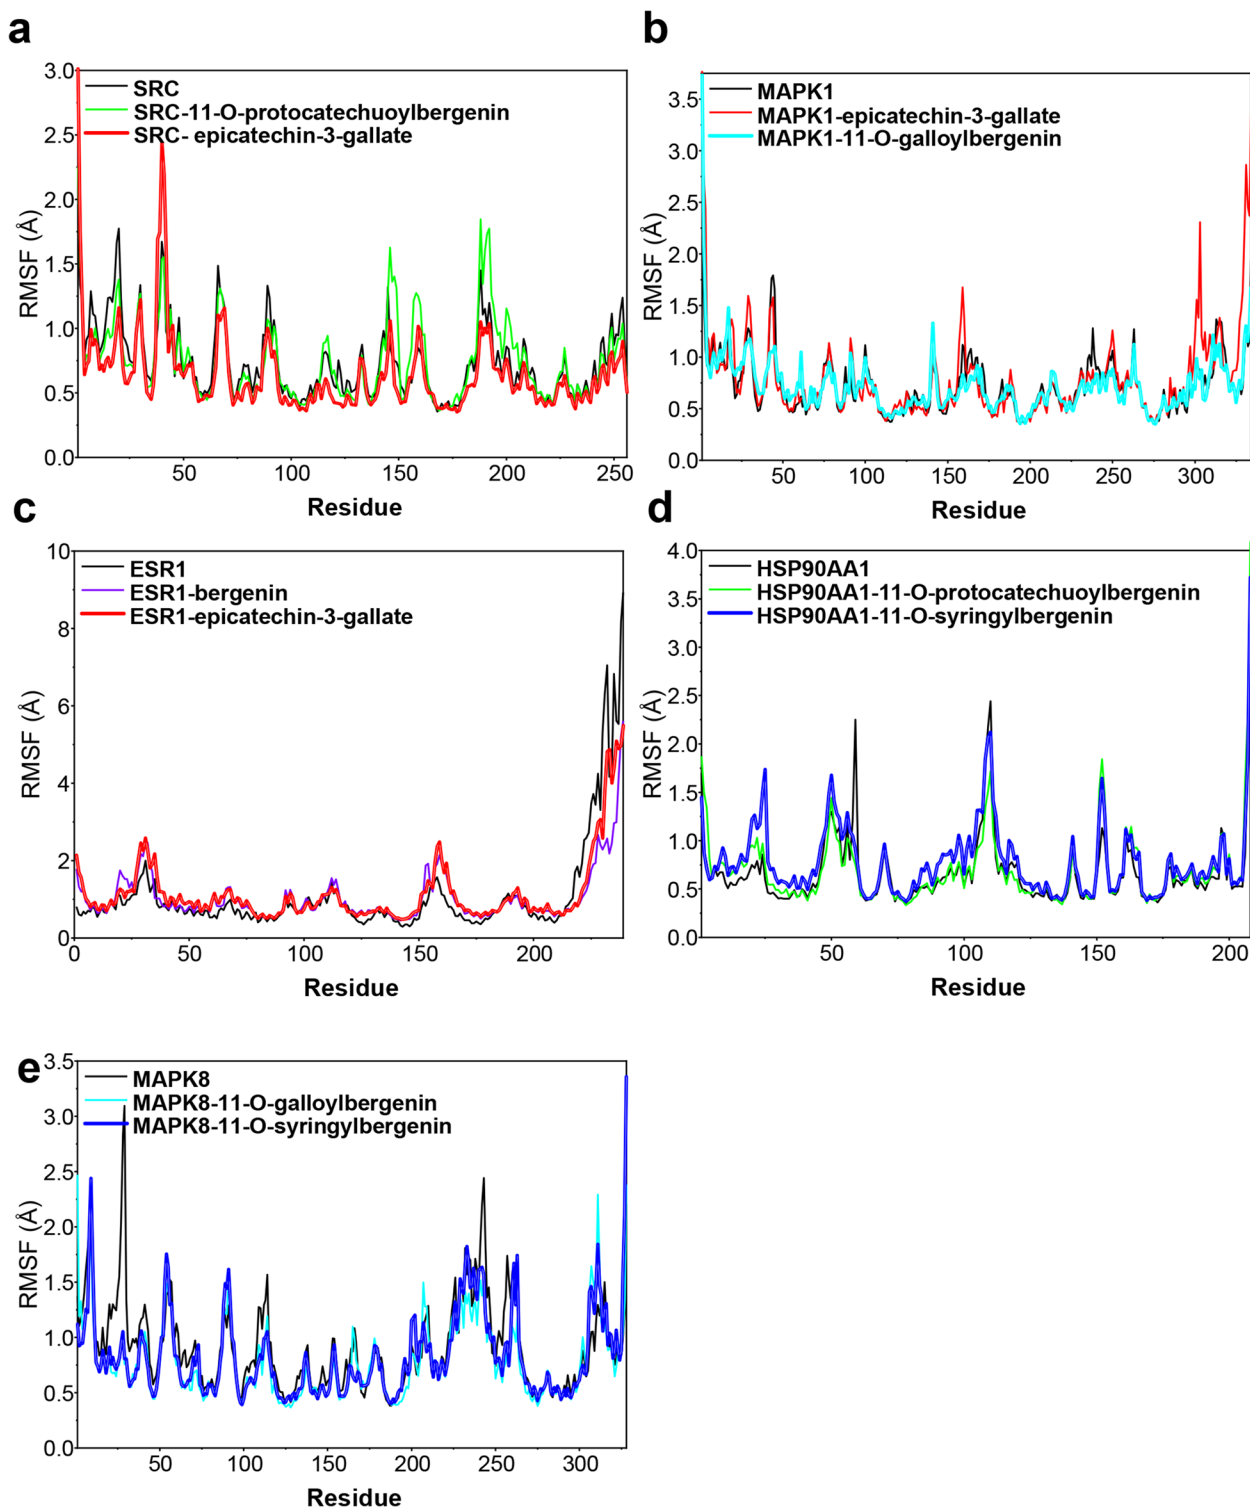 a
3.0
2.5
2.0
1.5
1.0
0.5
0.0
RMSF (Å)
SRC
SRC-11-O-protocatechuoylbergenin
SRC- epicatechin-3-gallate
50
100
150
200
250
Residue
b
3.5
3.0
2.5
2.0
1.5
1.0
0.5
0.0
RMSF (Å)
MAPK1
MAPK1-epicatechin-3-gallate
MAPK1-11-O-galloylbergenin
50
100
150
200
250
300
Residue
c
10
8
6
4
2
0
RMSF (Å)
ESR1
ESR1-bergenin
ESR1-epicatechin-3-gallate
0
50
100
150
200
Residue
d
4.0
3.5
3.0
2.5
2.0
1.5
1.0
0.5
0.0
RMSF (Å)
HSP90AA1
HSP90AA1-11-O-protocatechuoylbergenin
HSP90AA1-11-O-syringylbergenin
50
100
150
200
Residue
e
3.5
3.0
2.5
2.0
1.5
1.0
0.5
0.0
RMSF (Å)
MAPK8
MAPK8-11-O-galloylbergenin
MAPK8-11-O-syringylbergenin
50
100
150
200
250
300
Residue